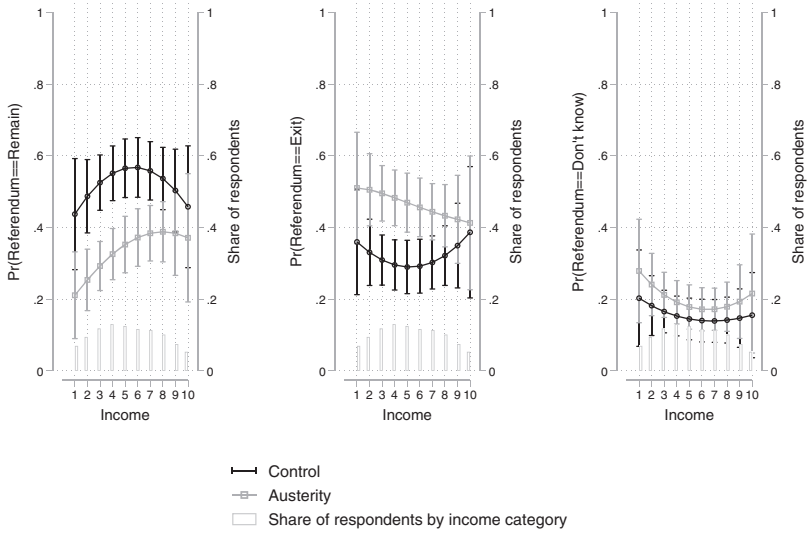 1 1 1 1 1 1
.8 .8 .8 .8 .8 .8
.6 .6 .6 .6 .6 .6
.4 .4 .4 .4 .4 .4
.2 .2 .2 .2 .2 .2
0 0 0 0 0 0
Pr(Referendum==Remain)
Share of respondents
Pr(Referendum==Exit)
Share of respondents
Pr(Referendum==Don't know)
Share of respondents
1 2 3 4 5 6 7 8 9 10 1 2 3 4 5 6 7 8 9 10 1 2 3 4 5 6 7 8 9 10
Income Income Income
Control
Austerity
Share of respondents by income category